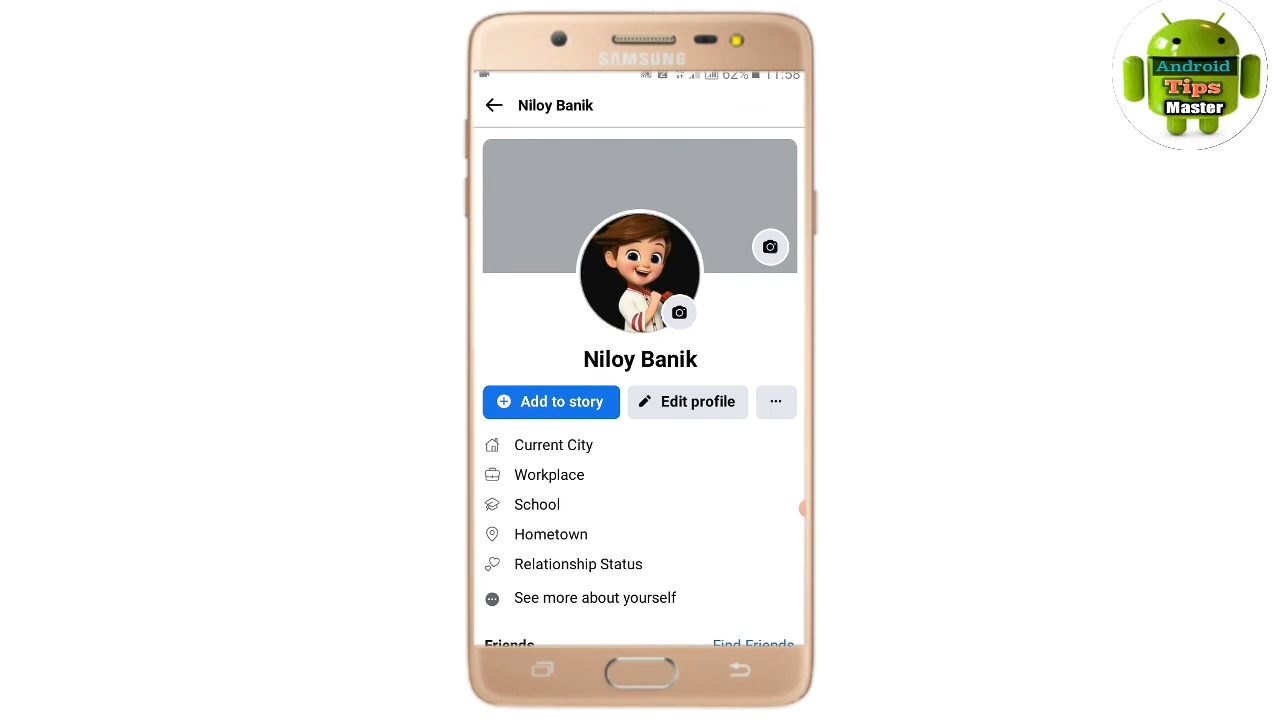 SAMSUNG
62% 11:58
Niloy Banik
Niloy Banik
Add to story
Edit profile
Current City
Workplace
School
Hometown
Relationship Status
See more about yourself
Friends
Find Friends
Android
Tips
Master